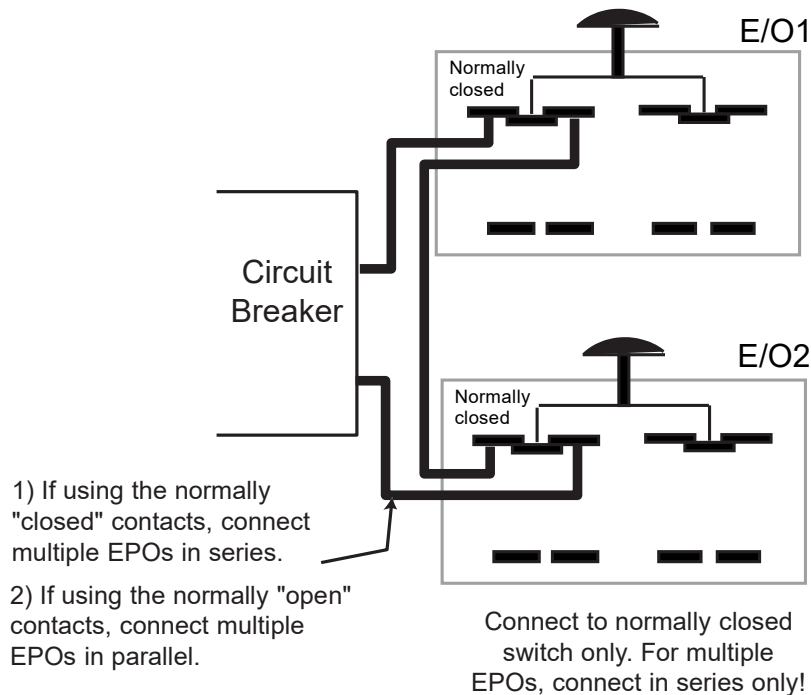 E/O1
Normally
closed
Circuit
Breaker
E/O2
Normally
closed
1) If using the normally
"closed" contacts, connect
multiple EPOs in series.
2) If using the normally "open"
contacts, connect multiple
EPOs in parallel.
Connect to normally closed
switch only. For multiple
EPOs, connect in series only!